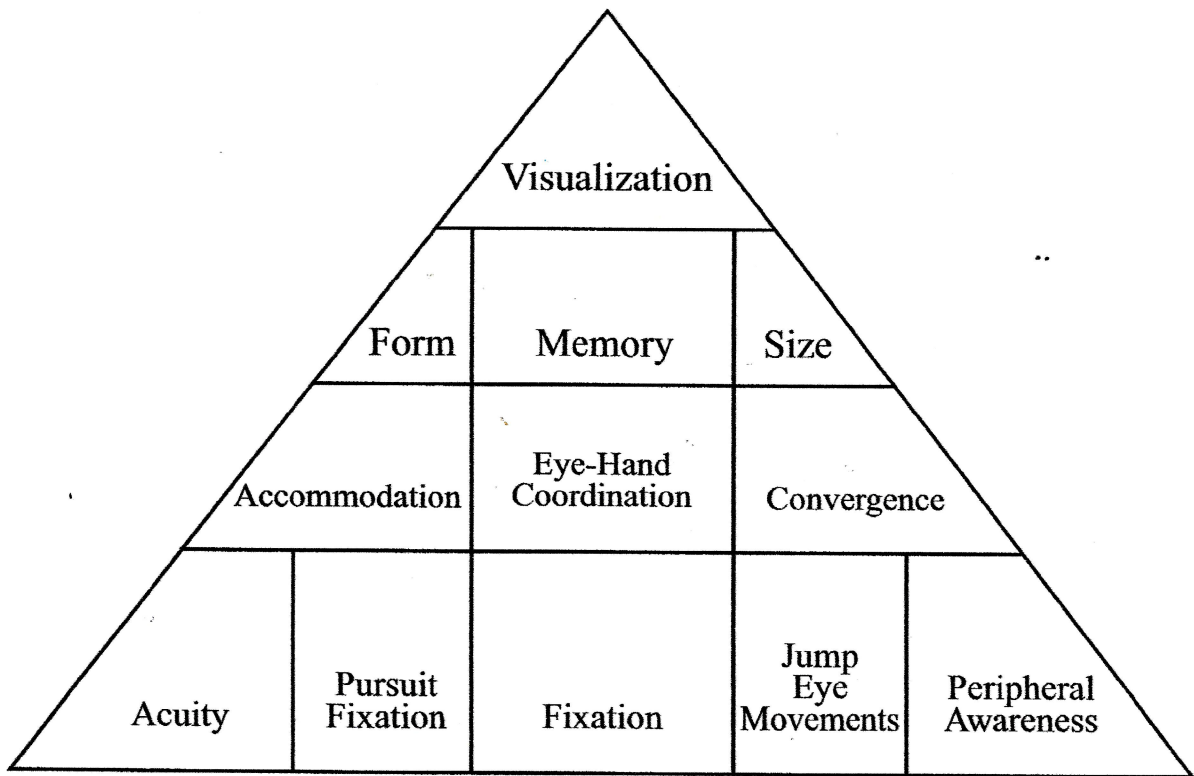 Visualization
Form
Memory
Size
Accommodation
Eye-Hand
Coordination
Convergence
Acuity
Pursuit
Fixation
Fixation
Jump
Eye
Movements
Peripheral
Awareness